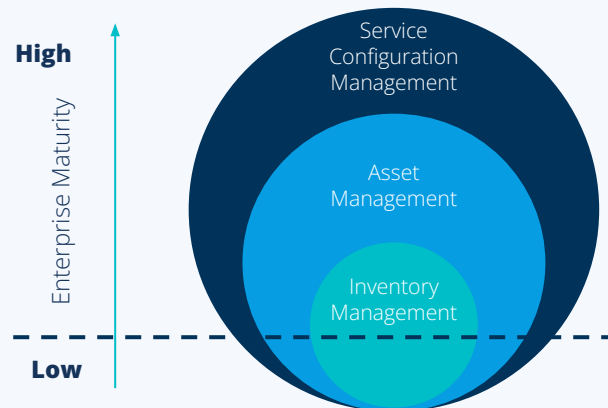 High
Enterprise Maturity
Low
Service
Configuration
Management
Asset
Management
Inventory
Management